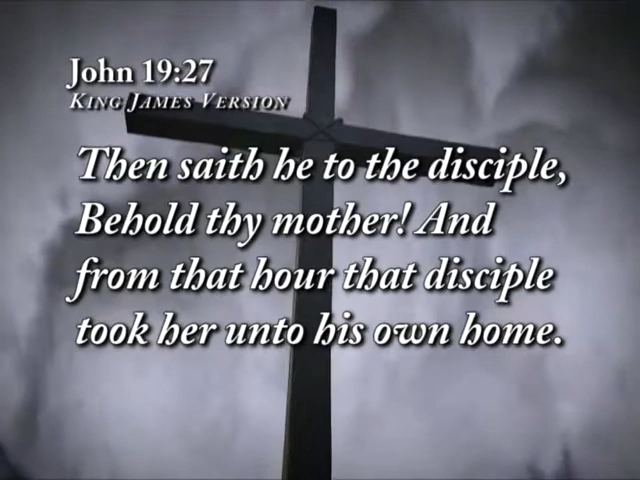 John 19:27
King James Version
Then saith he to the disciple,
Behold thy mother! And
from that hour that disciple
took her unto his own home.